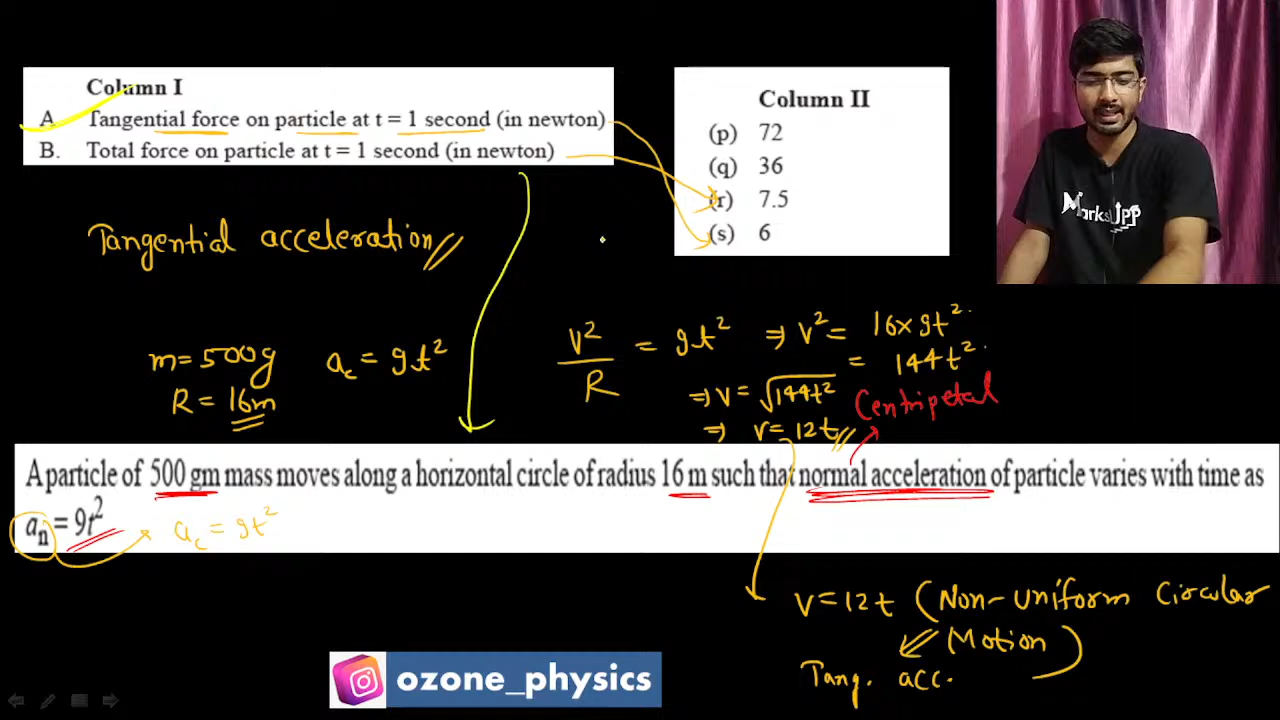 Column I
A Tangential force on particle at t = 1 second (in newton)
B. Total force on particle at t = 1 second (in newton)
Column II
(p) 72
(q) 36
(r) 7.5
(s) 6
MarksUPP
Tangential acceleration
m = 500g
R = 16m
a_c = 9t²
V²/R = 9t² ⇒ V² = 16×9t²
= 144t²
⇒ V = √144t²
⇒ V = 12t
Centripetal
A particle of 500 gm mass moves along a horizontal circle of radius 16 m such that normal acceleration of particle varies with time as
aₙ = 9t²
a_c = 9t²
V = 12t (Non-uniform Circular
Motion)
Tang. acc.
ozone_physics